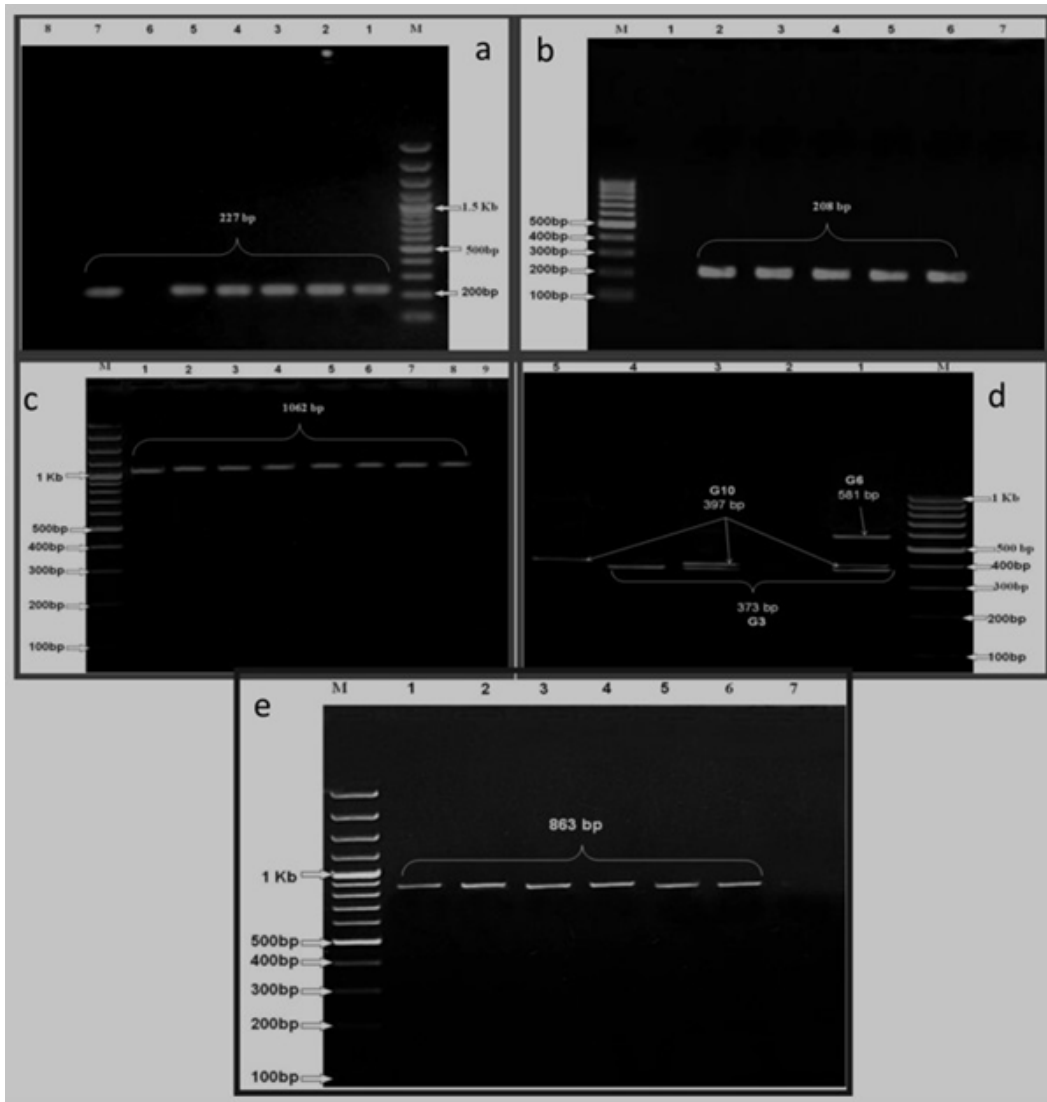 8 7 6 5 4 3 2 1 M
a
227 bp
1.5 Kb
500bp
200bp
b
M 1 2 3 4 5 6 7
208 bp
500bp
400bp
300bp
200bp
100bp
c
M 1 2 3 4 5 6 7 8 9
1062 bp
1 Kb
500bp
400bp
300bp
200bp
100bp
5 4 3 2 1 M
d
G10
397 bp
G6
581 bp
373 bp
G3
1 Kb
500 bp
400bp
300bp
200bp
100bp
e
M 1 2 3 4 5 6 7
863 bp
1 Kb
500bp
400bp
300bp
200bp
100bp